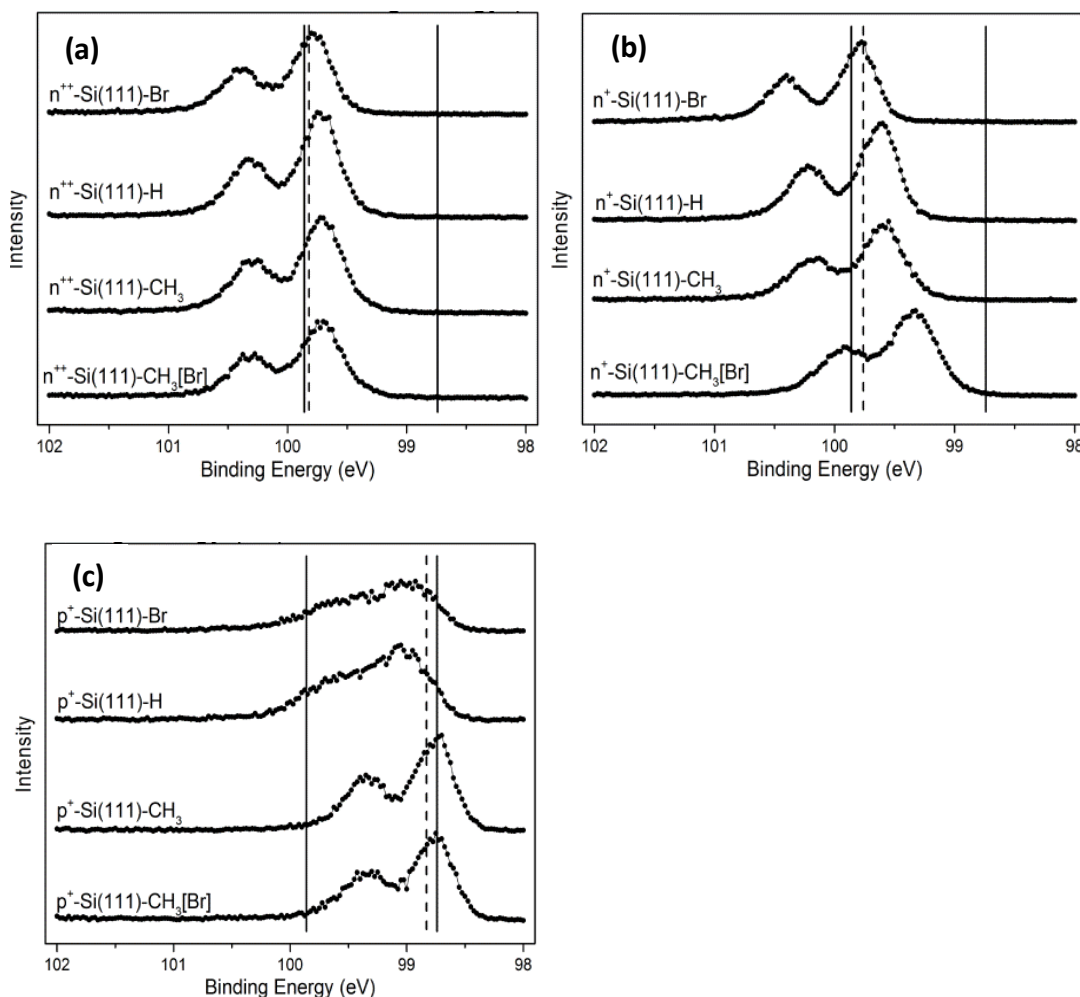 (a)
n⁺⁺-Si(111)-Br
n⁺⁺-Si(111)-H
n⁺⁺-Si(111)-CH₃
n⁺⁺-Si(111)-CH₃[Br]
Intensity
102 101 100 99 98
Binding Energy (eV)
(b)
n⁺-Si(111)-Br
n⁺-Si(111)-H
n⁺-Si(111)-CH₃
n⁺-Si(111)-CH₃[Br]
Intensity
102 101 100 99 98
Binding Energy (eV)
(c)
p⁺-Si(111)-Br
p⁺-Si(111)-H
p⁺-Si(111)-CH₃
p⁺-Si(111)-CH₃[Br]
Intensity
102 101 100 99 98
Binding Energy (eV)